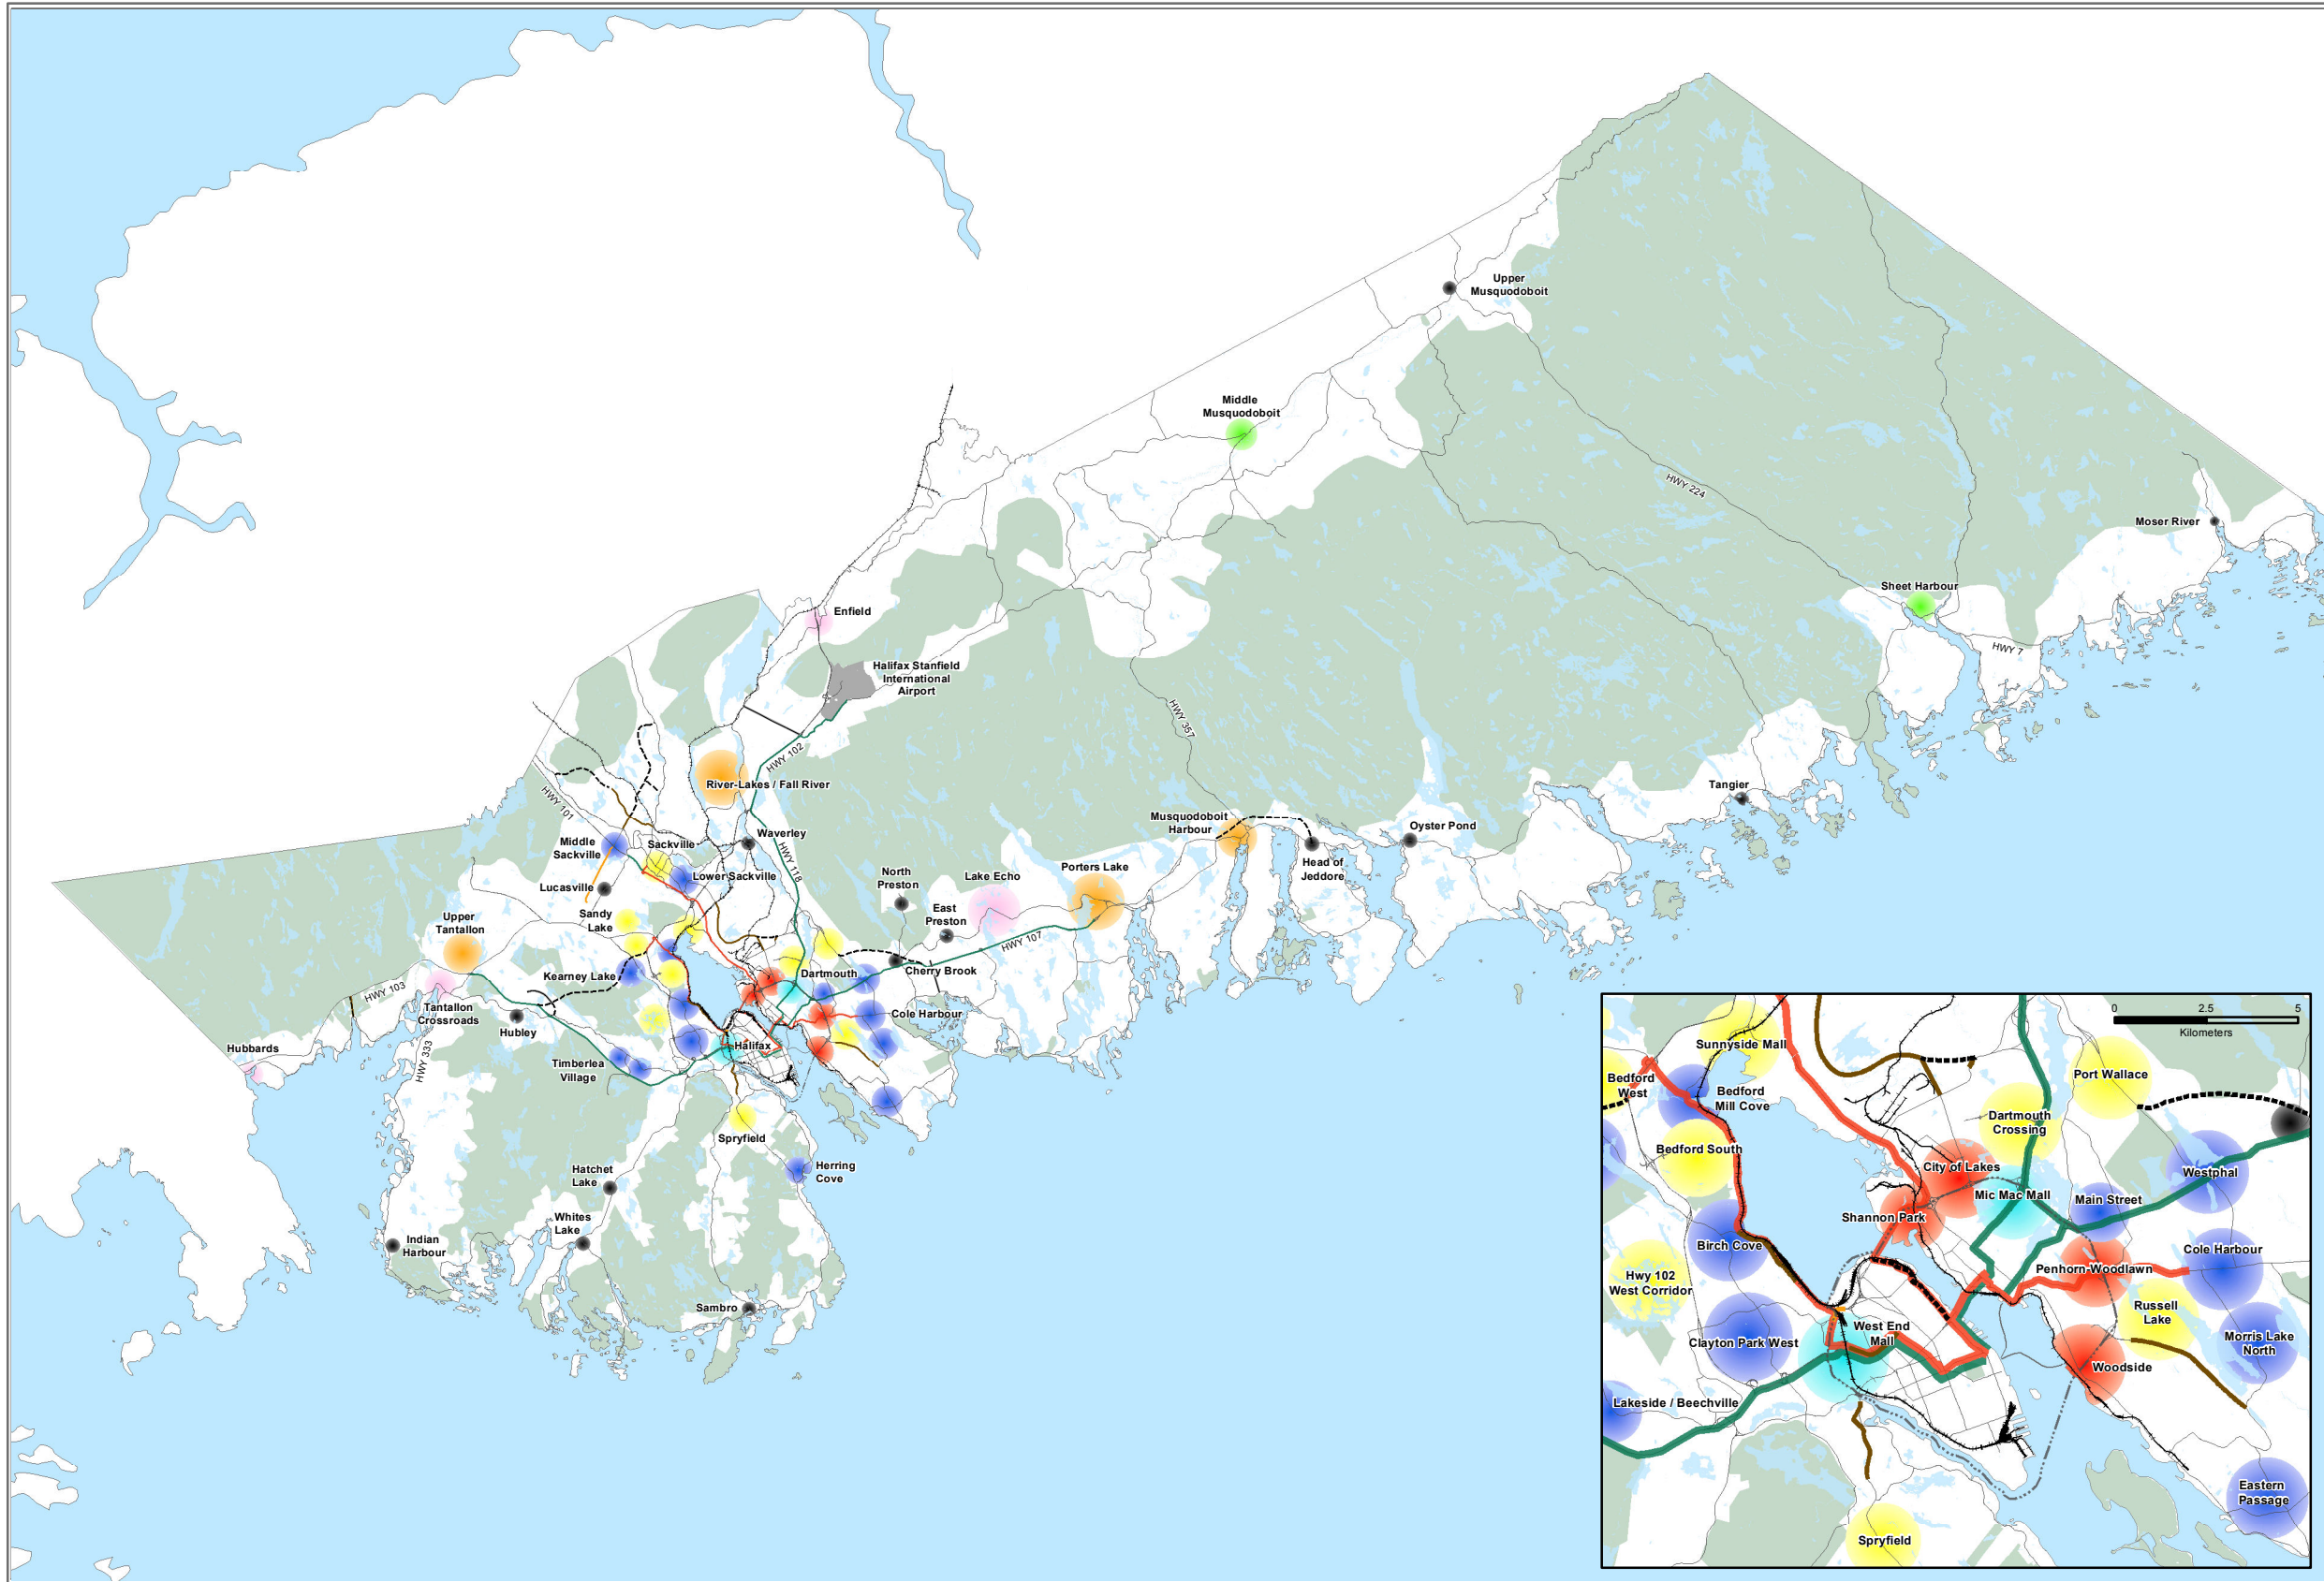 Upper
Musquodoboit
Middle
Musquodoboit
HWY 224
Moser River
Sheet Harbour
HWY 7
Enfield
Halifax Stanfield
International
Airport
HWY 357
HWY 102
River-Lakes / Fall River
HWY 101
Tangier
Musquodoboit
Harbour
Oyster Pond
Waverley
Middle
Sackville
Sackville
HWY 118
Head of
Jeddore
Porters Lake
Lake Echo
North
Preston
Lower Sackville
Lucasville
East
Preston
Sandy
Lake
Upper
Tantallon
HWY 107
Kearney Lake
Dartmouth
Cherry Brook
HWY 103
Tantallon
Crossroads
Cole Harbour
Hubley
Hubbards
HWY 333
Halifax
Timberlea
Village
Spryfield
Hatchet
Lake
Herring
Cove
Whites
Lake
Indian
Harbour
Sambro
0
2.5
5
Kilometers
Sunnyside Mall
Bedford
West
Bedford
Mill Cove
Port Wallace
Dartmouth
Crossing
Bedford South
City of Lakes
Westphal
Mic Mac Mall
Main Street
Shannon Park
Birch Cove
Cole Harbour
Penhorn-Woodlawn
Hwy 102
West Corridor
Russell
Lake
West End
Mall
Clayton Park West
Morris Lake
North
Woodside
Lakeside / Beechville
Eastern
Passage
Spryfield